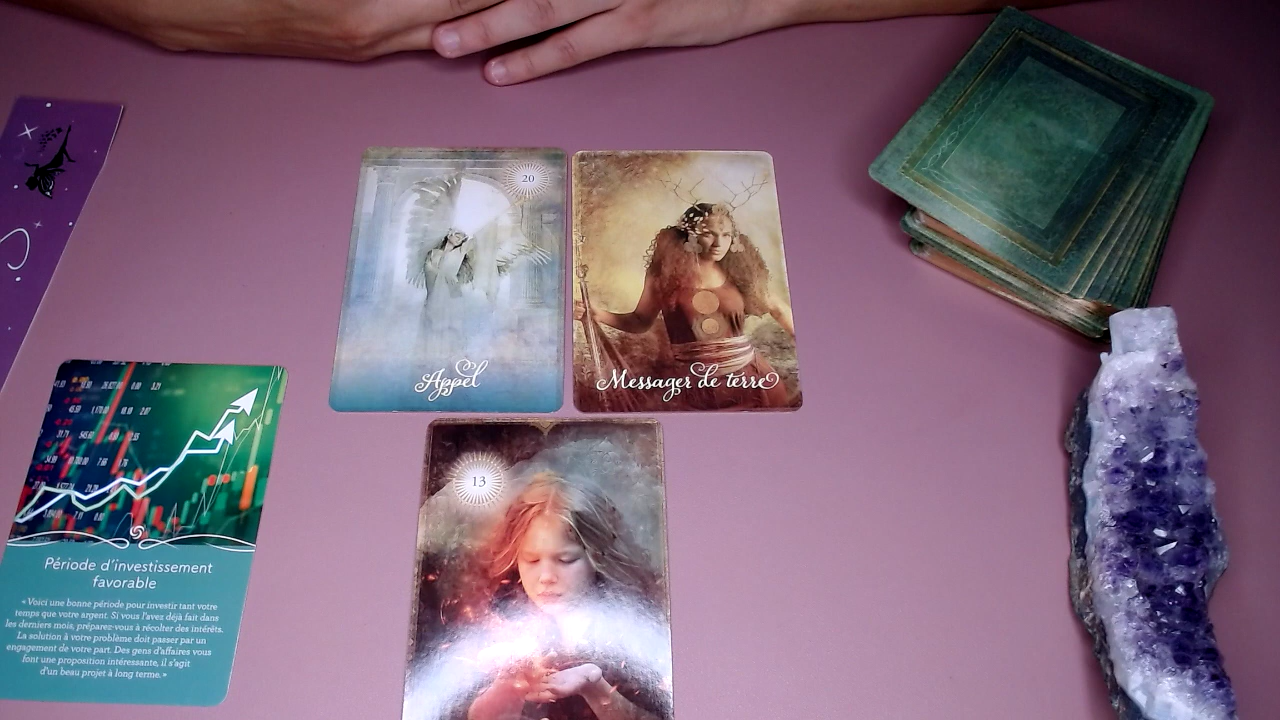 20
Appel
Messager de terre
13
Période d'investissement
favorable
« Voici une bonne période pour investir tant votre
temps que votre argent. Si vous l'avez déjà fait dans
les derniers mois, préparez-vous à récolter des intérêts.
La solution à votre problème doit passer par un
engagement de votre part. Des gens d'affaires vous
font une proposition intéressante, il s'agit
d'un beau projet à long terme. »